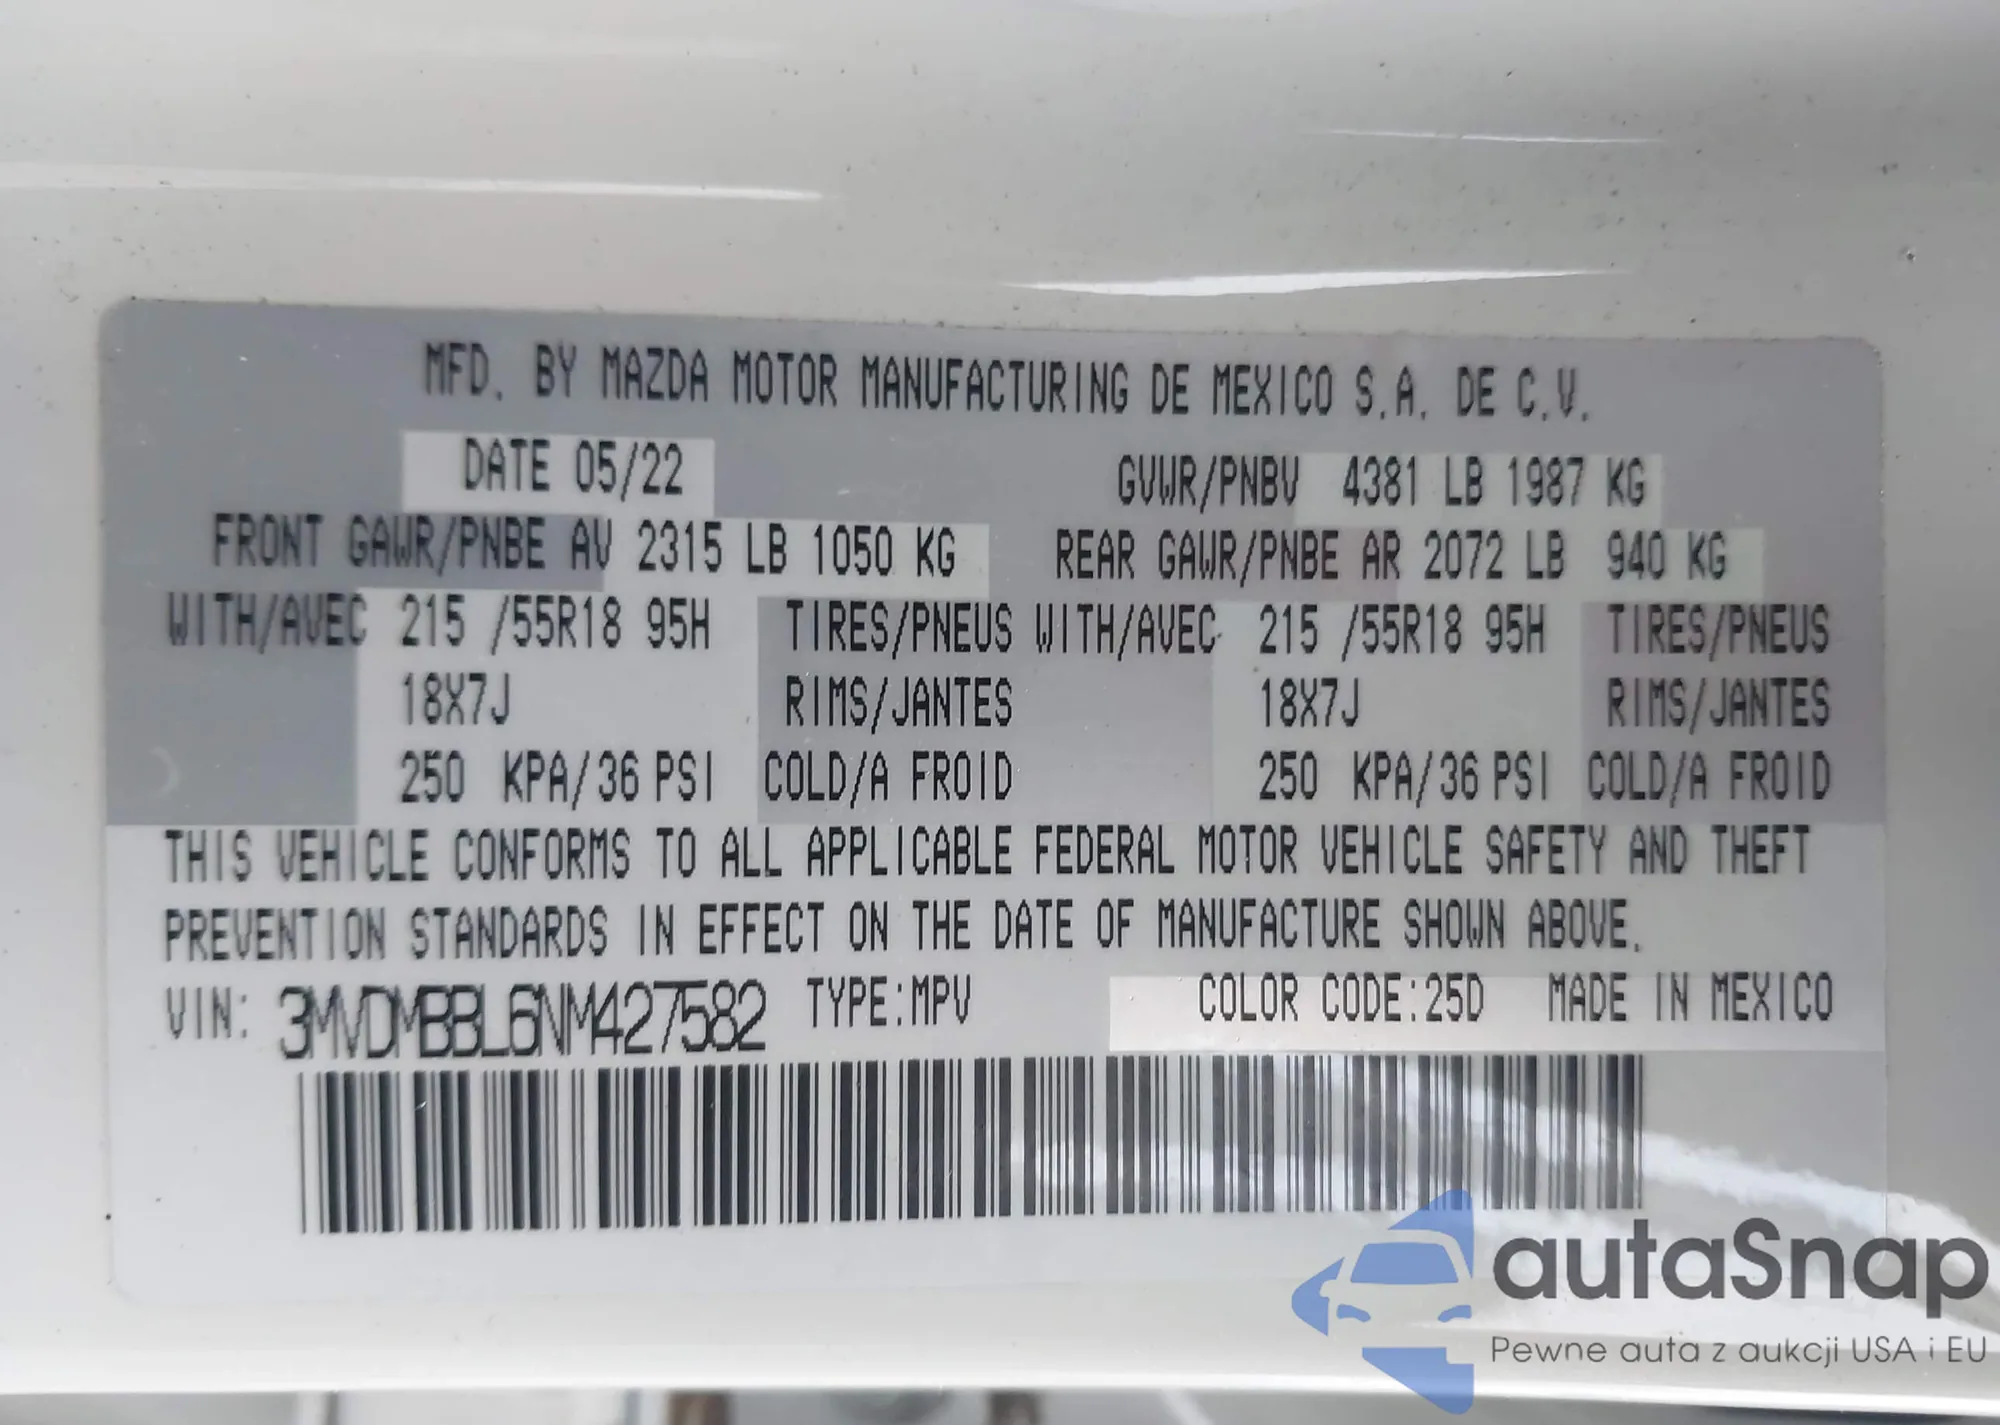 MFD. BY MAZDA MOTOR MANUFACTURING DE MEXICO S.A. DE C.V.
DATE 05/22 GVWR/PNBV 4381 LB 1987 KG
FRONT GAWR/PNBE AV 2315 LB 1050 KG REAR GAWR/PNBE AR 2072 LB 940 KG
WITH/AVEC 215 /55R18 95H TIRES/PNEUS WITH/AVEC 215 /55R18 95H TIRES/PNEUS
18X7J RIMS/JANTES 18X7J RIMS/JANTES
250 KPA/36 PSI COLD/A FROID 250 KPA/36 PSI COLD/A FROID
THIS VEHICLE CONFORMS TO ALL APPLICABLE FEDERAL MOTOR VEHICLE SAFETY AND THEFT
PREVENTION STANDARDS IN EFFECT ON THE DATE OF MANUFACTURE SHOWN ABOVE.
VIN: 3MVDMBBL6NM427582 TYPE:MPV COLOR CODE:25D MADE IN MEXICO
autaSnap
Pewne auta z aukcji USA i EU